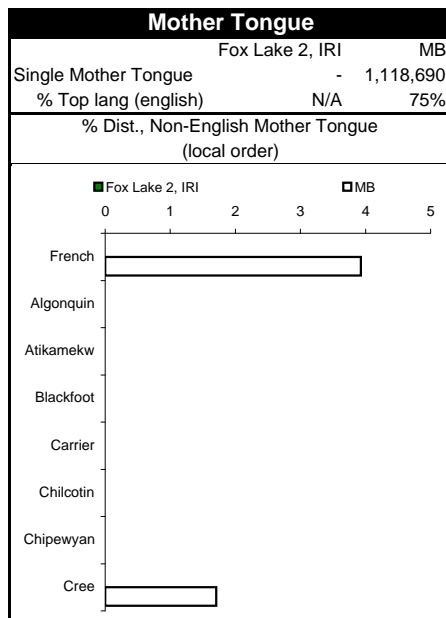 Mother Tongue
Fox Lake 2, IRI MB
Single Mother Tongue - 1,118,690
% Top lang (english) N/A 75%
% Dist., Non-English Mother Tongue
(local order)
Fox Lake 2, IRI MB
0 1 2 3 4 5
French
Algonquin
Atikamekw
Blackfoot
Carrier
Chilcotin
Chipewyan
Cree